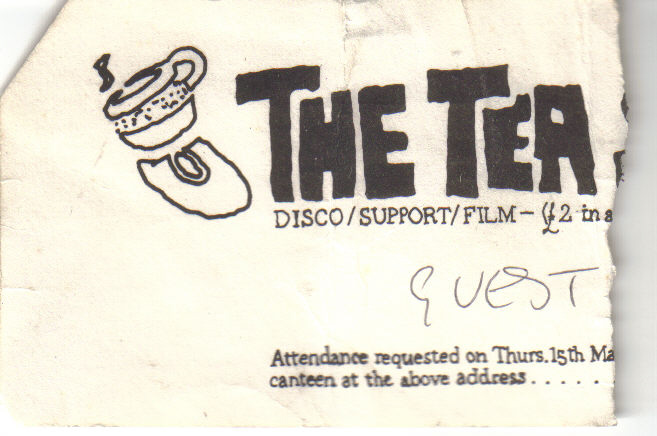 THE TEA
DISCO/SUPPORT/FILM – (£2 in a
GUEST
Attendance requested on Thurs. 15th Ma
canteen at the above address . . . . .